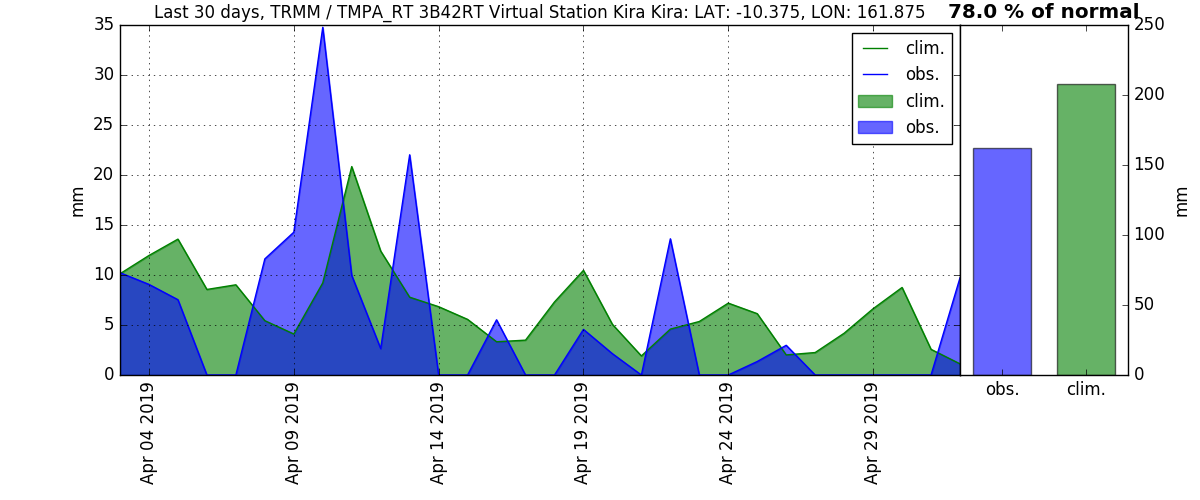 Last 30 days, TRMM / TMPA_RT 3B42RT Virtual Station Kira Kira: LAT: -10.375, LON: 161.875
78.0 % of normal
35
30
25
20
15
10
5
0
mm
clim.
obs.
clim.
obs.
Apr 04 2019
Apr 09 2019
Apr 14 2019
Apr 19 2019
Apr 24 2019
Apr 29 2019
250
200
150
100
50
0
mm
obs.
clim.